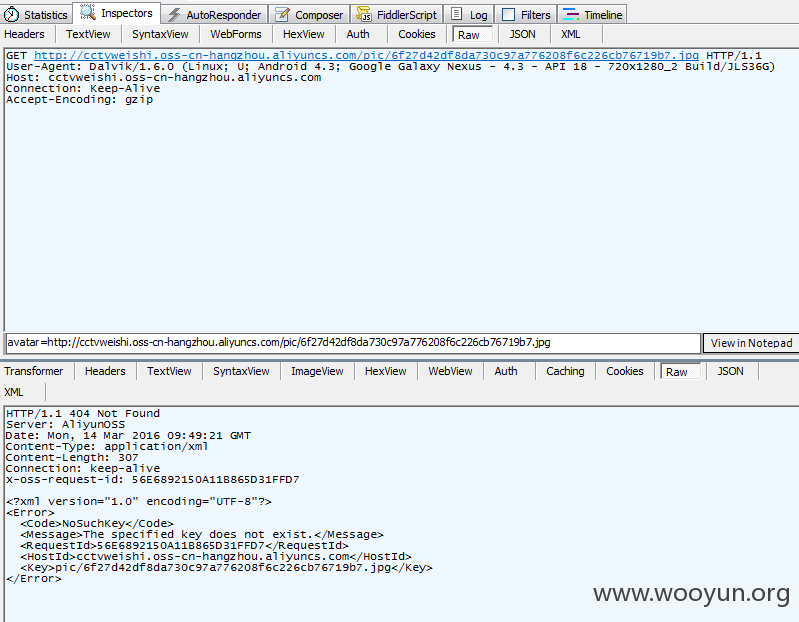 Statistics Inspectors AutoResponder Composer FiddlerScript Log Filters Timeline
Headers TextView SyntaxView WebForms HexView Auth Cookies Raw JSON XML
GET http://cctvweishi.oss-cn-hangzhou.aliyuncs.com/pic/6f27d42df8da730c97a776208f6c226cb76719b7.jpg HTTP/1.1
User-Agent: Dalvik/1.6.0 (Linux; U; Android 4.3; Google Galaxy Nexus - 4.3 - API 18 - 720x1280_2 Build/JLS36G)
Host: cctvweishi.oss-cn-hangzhou.aliyuncs.com
Connection: Keep-Alive
Accept-Encoding: gzip
avatar=http://cctvweishi.oss-cn-hangzhou.aliyuncs.com/pic/6f27d42df8da730c97a776208f6c226cb76719b7.jpg View in Notepad
Transformer Headers TextView SyntaxView ImageView HexView WebView Auth Caching Cookies Raw JSON
XML
HTTP/1.1 404 Not Found
Server: AliyunOSS
Date: Mon, 14 Mar 2016 09:49:21 GMT
Content-Type: application/xml
Content-Length: 307
Connection: keep-alive
x-oss-request-id: 56E6892150A11B865D31FFD7
<?xml version="1.0" encoding="UTF-8"?>
<Error>
<Code>NoSuchKey</Code>
<Message>The specified key does not exist.</Message>
<RequestId>56E6892150A11B865D31FFD7</RequestId>
<HostId>cctvweishi.oss-cn-hangzhou.aliyuncs.com</HostId>
<Key>pic/6f27d42df8da730c97a776208f6c226cb76719b7.jpg</Key>
</Error>
www.wooyun.org